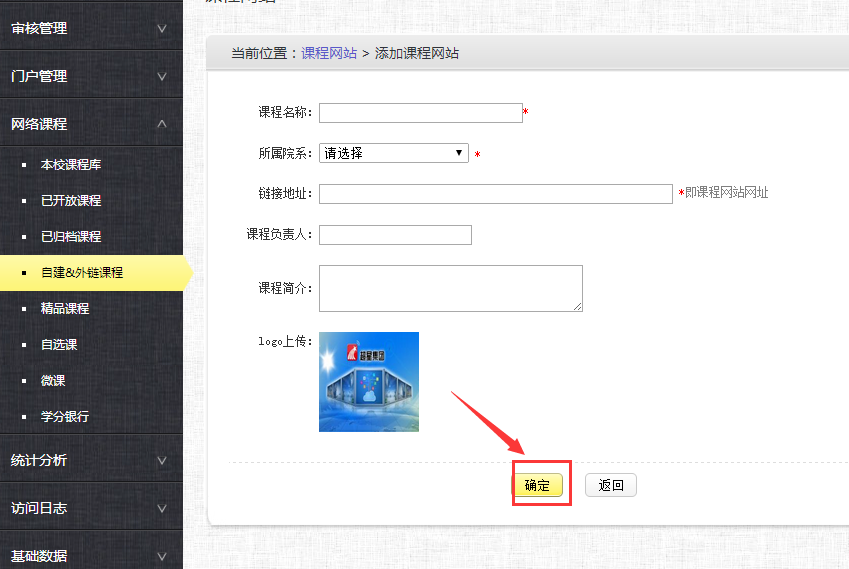 审核管理
门户管理
网络课程
本校课程库
已开放课程
已归档课程
自建&外链课程
精品课程
自选课
微课
学分银行
统计分析
访问日志
基础数据
课程网站
当前位置：课程网站 > 添加课程网站
课程名称： *
所属院系： 请选择 *
链接地址： *即课程网站网址
课程负责人：
课程简介：
logo上传：
超星集团
确定 返回